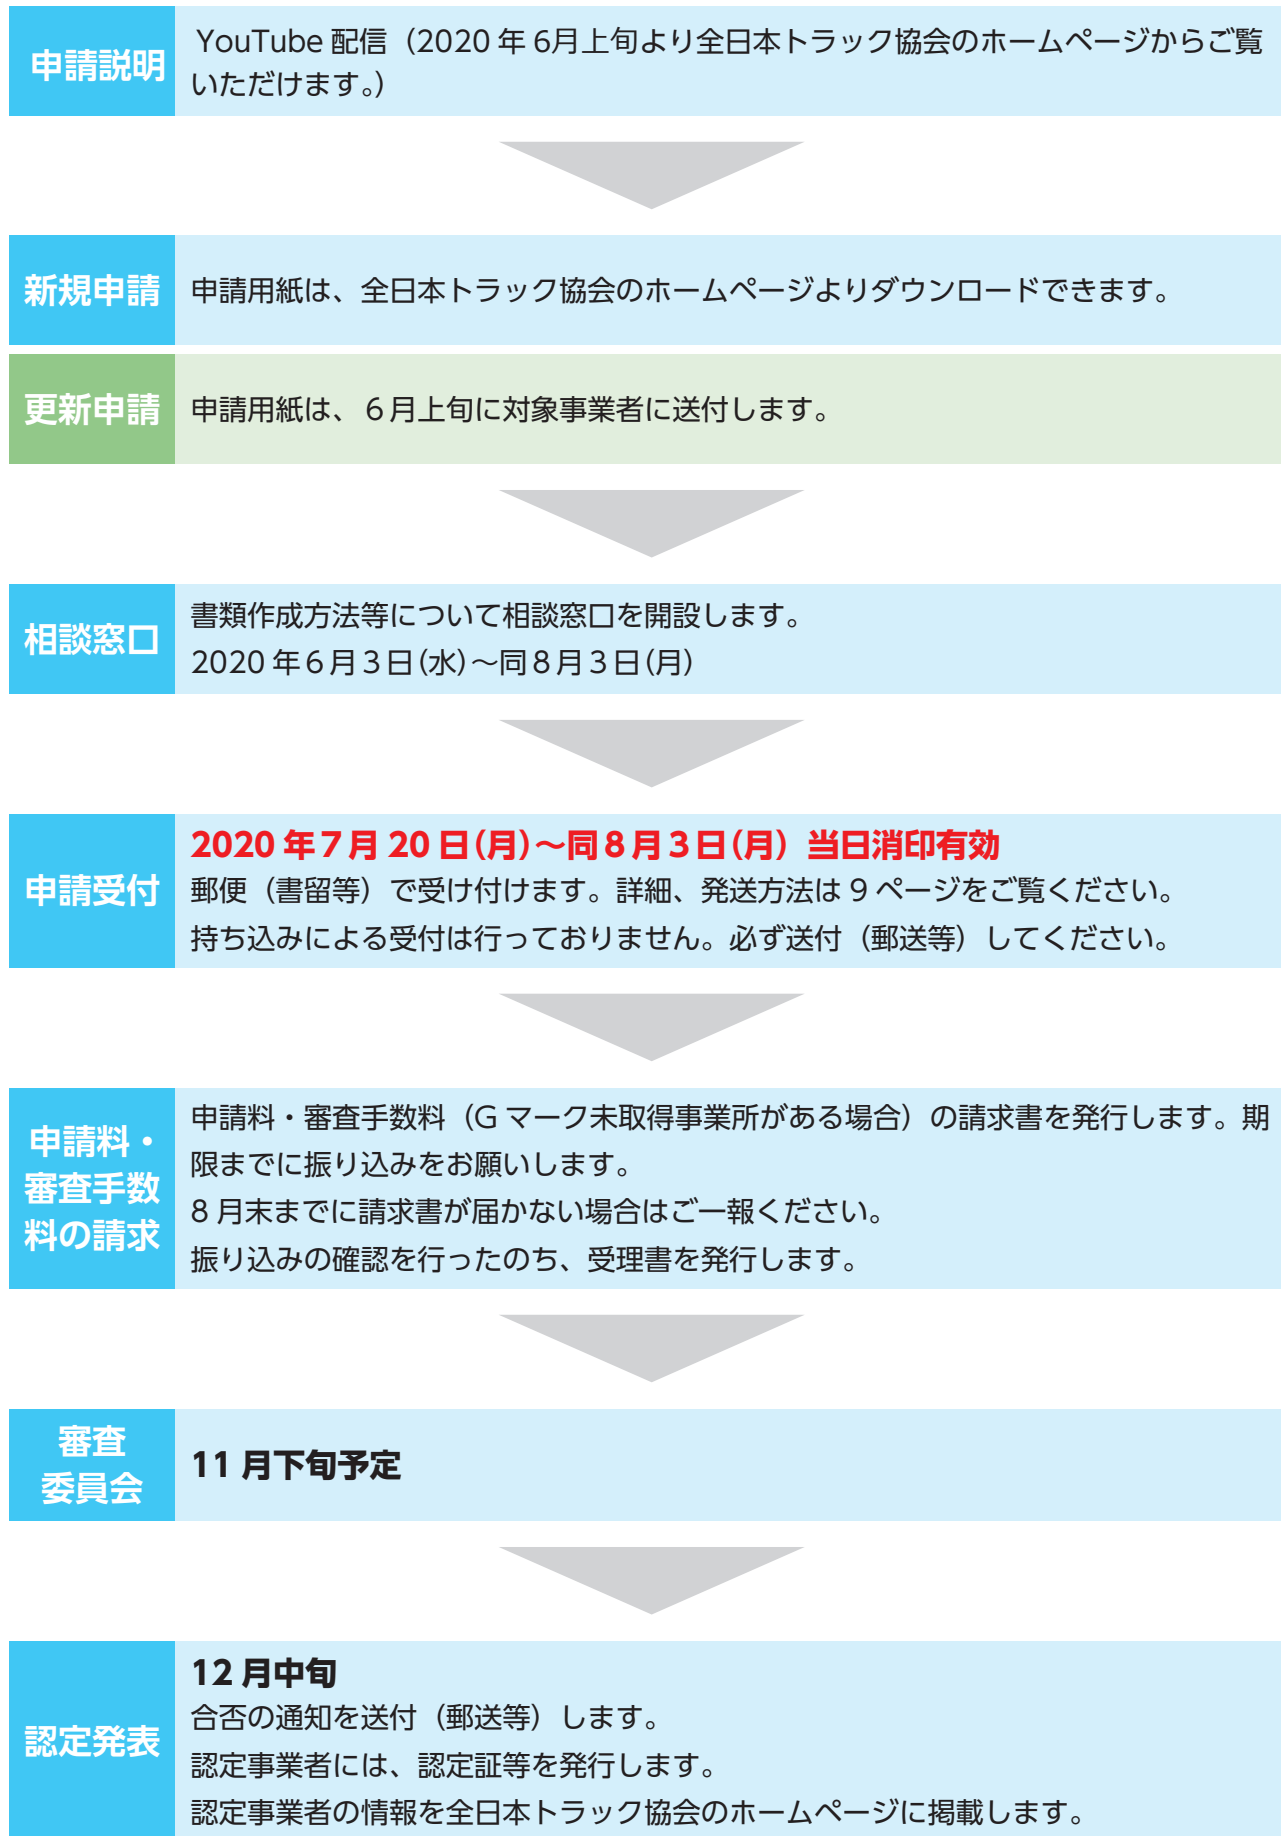 申請説明
YouTube 配信（2020 年 6月上旬より全日本トラック協会のホームページからご覧
いただけます。）
新規申請
申請用紙は、全日本トラック協会のホームページよりダウンロードできます。
更新申請
申請用紙は、６月上旬に対象事業者に送付します。
相談窓口
書類作成方法等について相談窓口を開設します。
2020 年６月３日(水)～同８月３日(月)
申請受付
2020 年７月 20 日(月)～同８月３日(月) 当日消印有効
郵便（書留等）で受け付けます。詳細、発送方法は 9 ページをご覧ください。
持ち込みによる受付は行っておりません。必ず送付（郵送等）してください。
申請料・
審査手数
料の請求
申請料・審査手数料（G マーク未取得事業所がある場合）の請求書を発行します。期
限までに振り込みをお願いします。
8 月末までに請求書が届かない場合はご一報ください。
振り込みの確認を行ったのち、受理書を発行します。
審査
委員会
11 月下旬予定
認定発表
12 月中旬
合否の通知を送付（郵送等）します。
認定事業者には、認定証等を発行します。
認定事業者の情報を全日本トラック協会のホームページに掲載します。